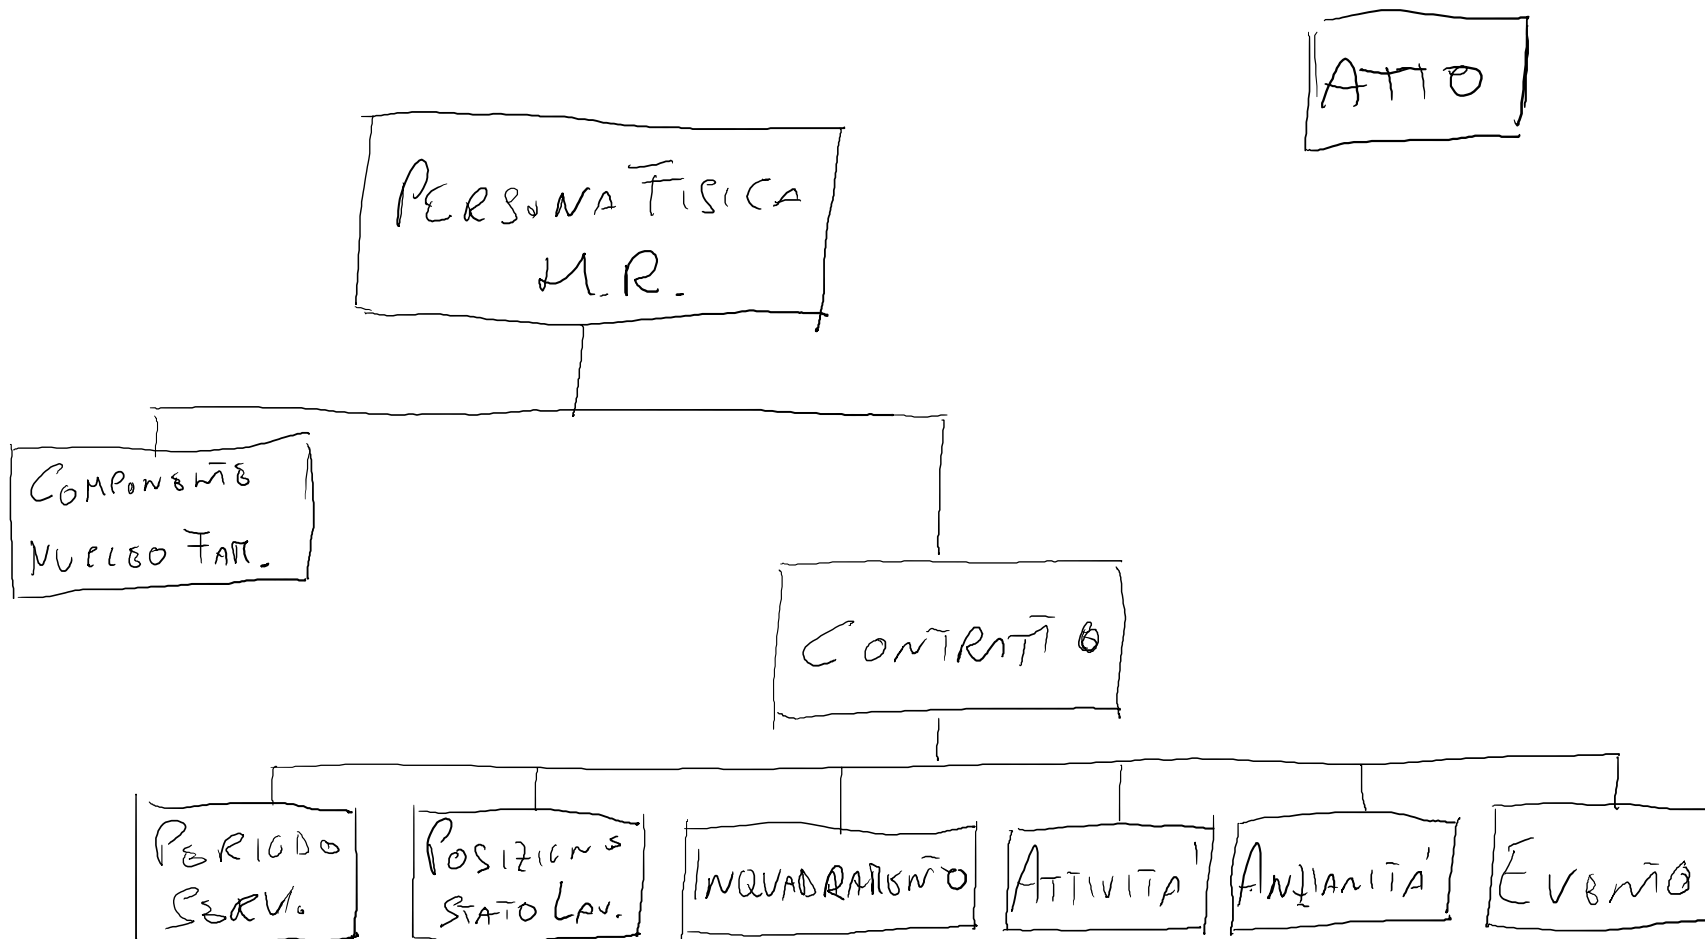 ATTO
PERSONA FISICA
H.R.
COMPONENTE
NUCLEO FAM.
CONTRATTO
PERIODO
SERV.
POSIZIONE
STATO LAV.
INQUADRAMENTO
ATTIVITA'
ANZIANITA'
EVENTO